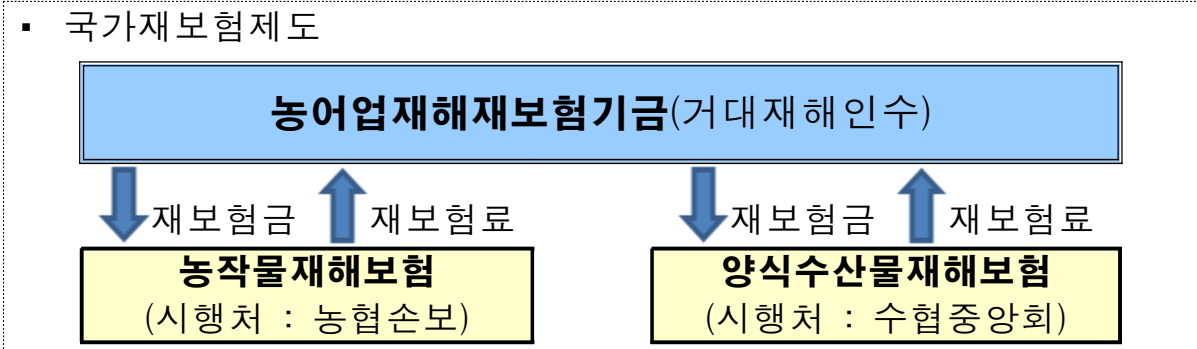 ▪ 국가재보험제도
농어업재해재보험기금(거대재해인수)
재보험금 재보험료 재보험금 재보험료
농작물재해보험 양식수산물재해보험
(시행처 : 농협손보) (시행처 : 수협중앙회)